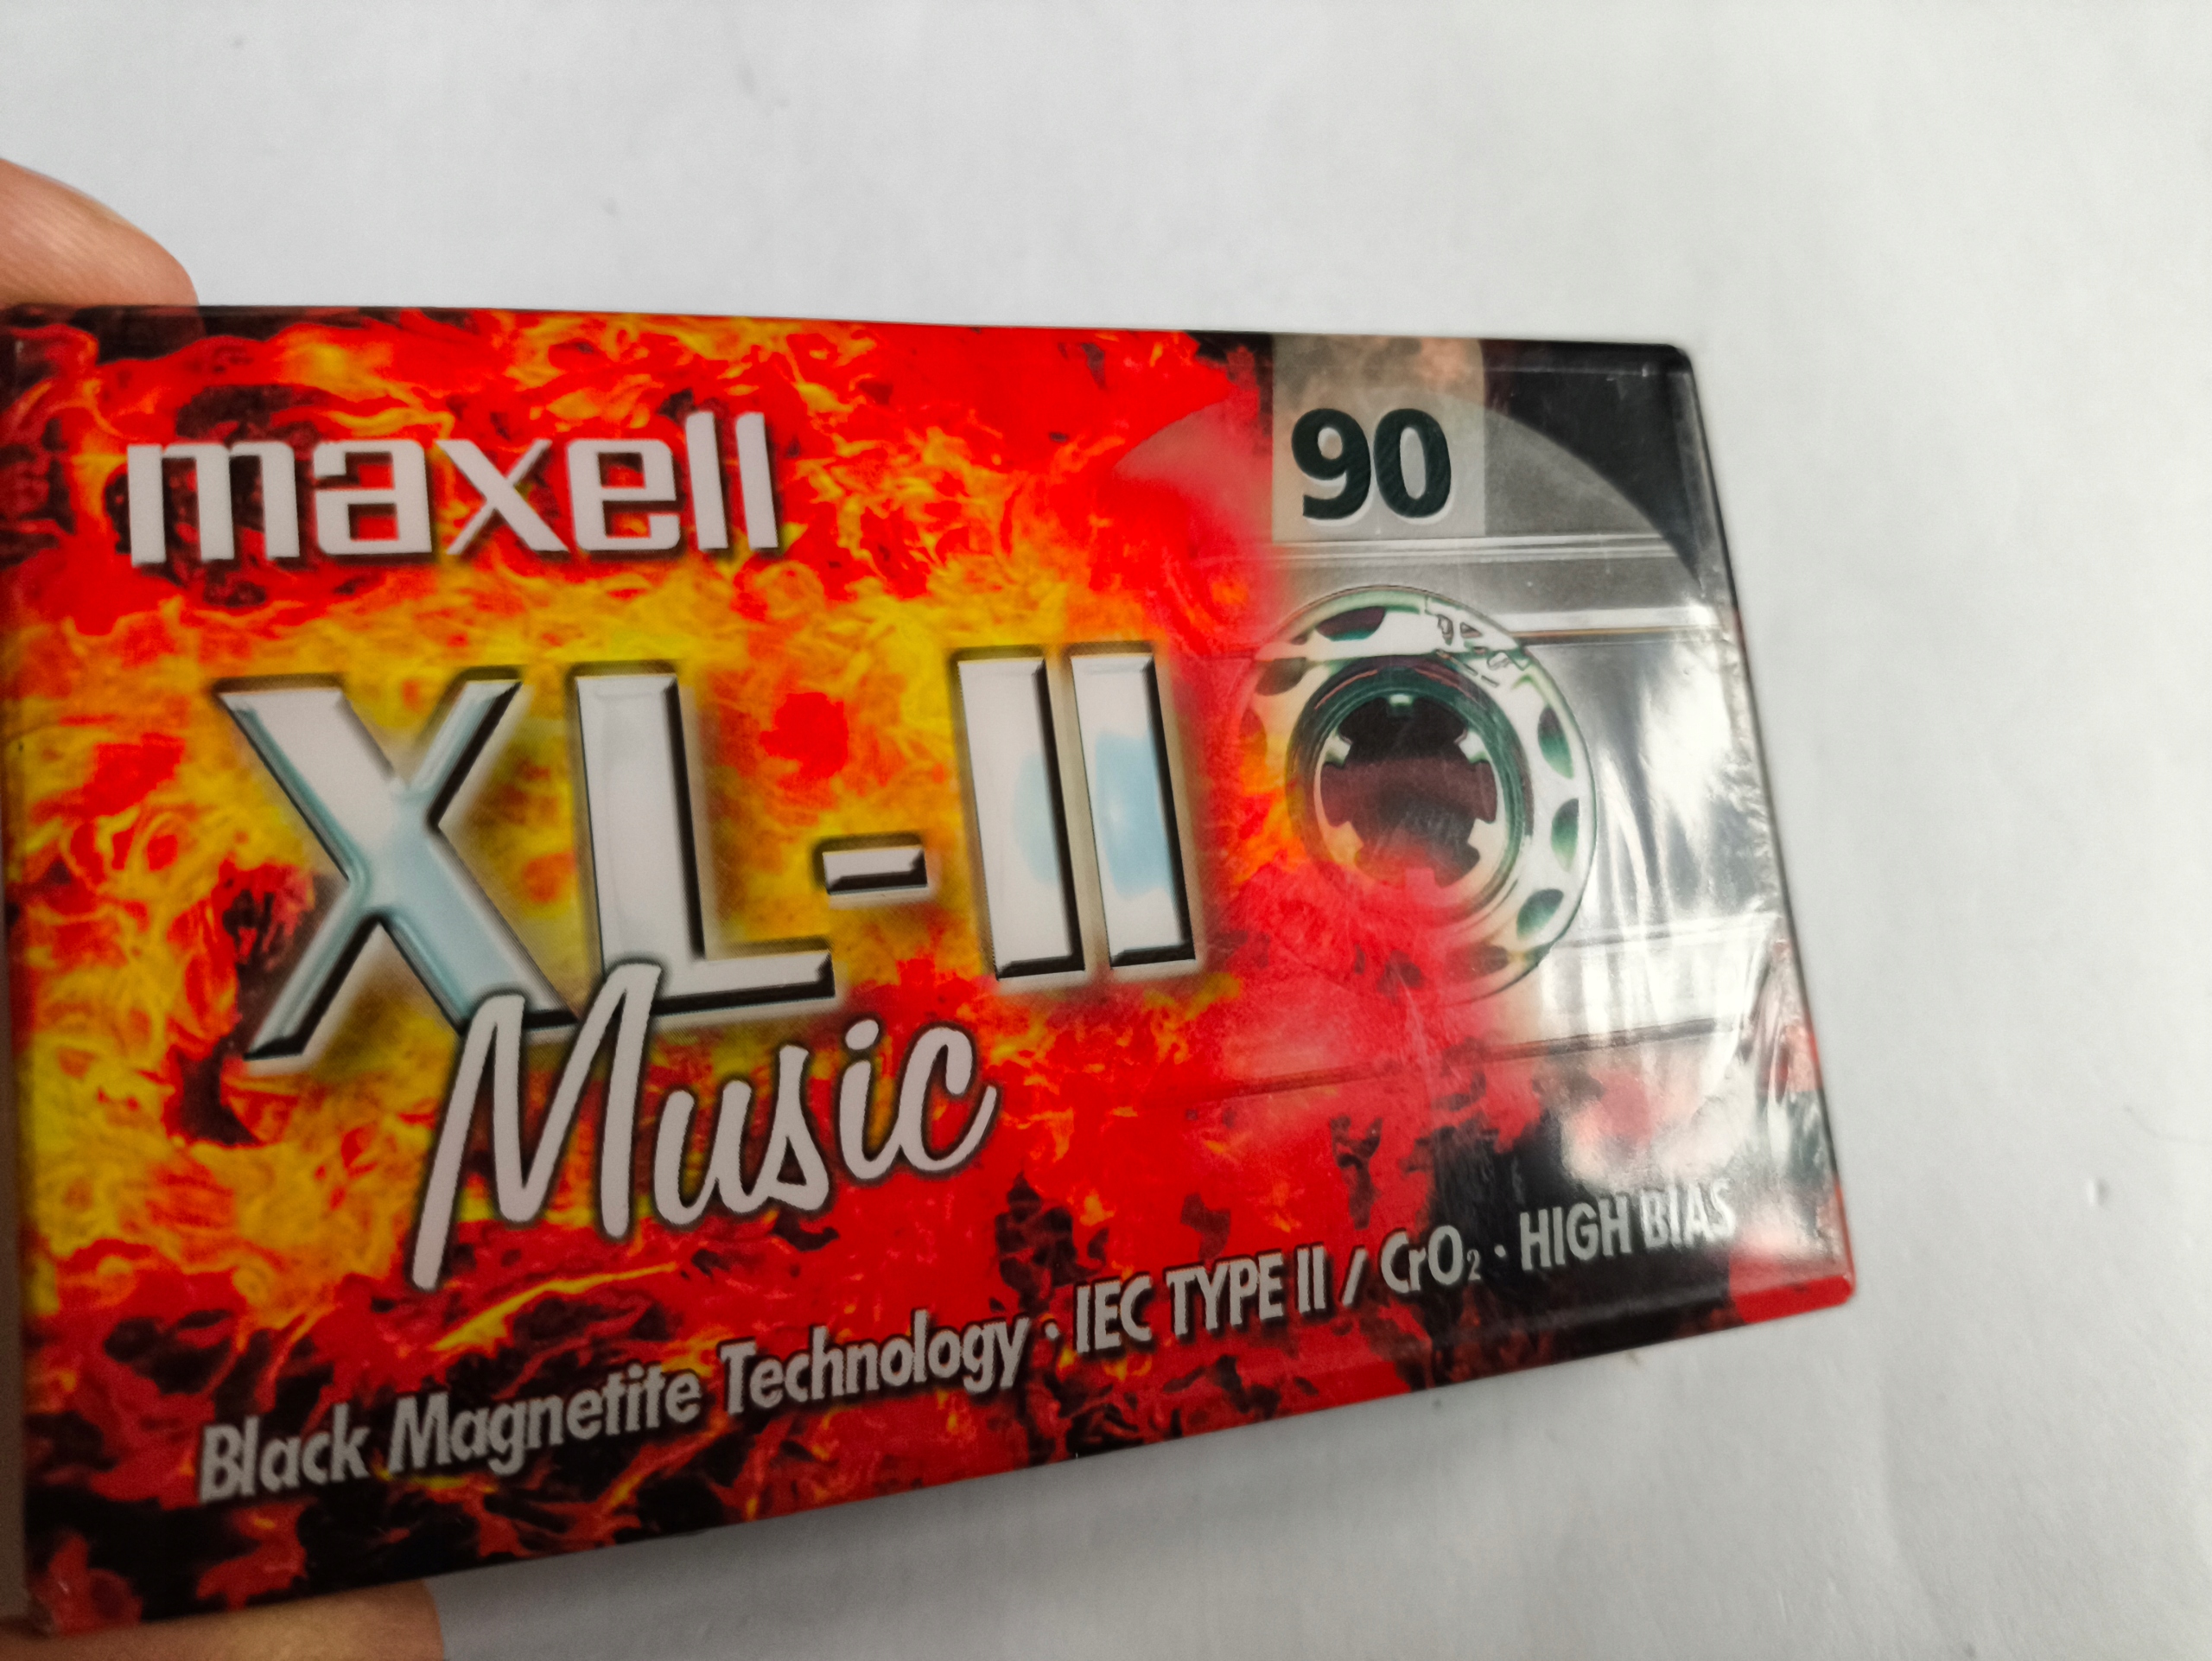 maxell
90
XL-II
Music
Black Magnetite Technology · IEC TYPE II / CrO₂ · HIGH BIAS